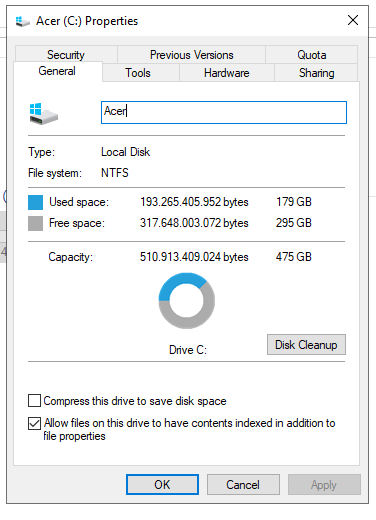 Acer (C:) Properties
Security Previous Versions Quota
General Tools Hardware Sharing
Acer
Type: Local Disk
File system: NTFS
Used space: 193.265.405.952 bytes 179 GB
Free space: 317.648.003.072 bytes 295 GB
Capacity: 510.913.409.024 bytes 475 GB
Drive C:
Disk Cleanup
Compress this drive to save disk space
Allow files on this drive to have contents indexed in addition to
file properties
OK Cancel Apply